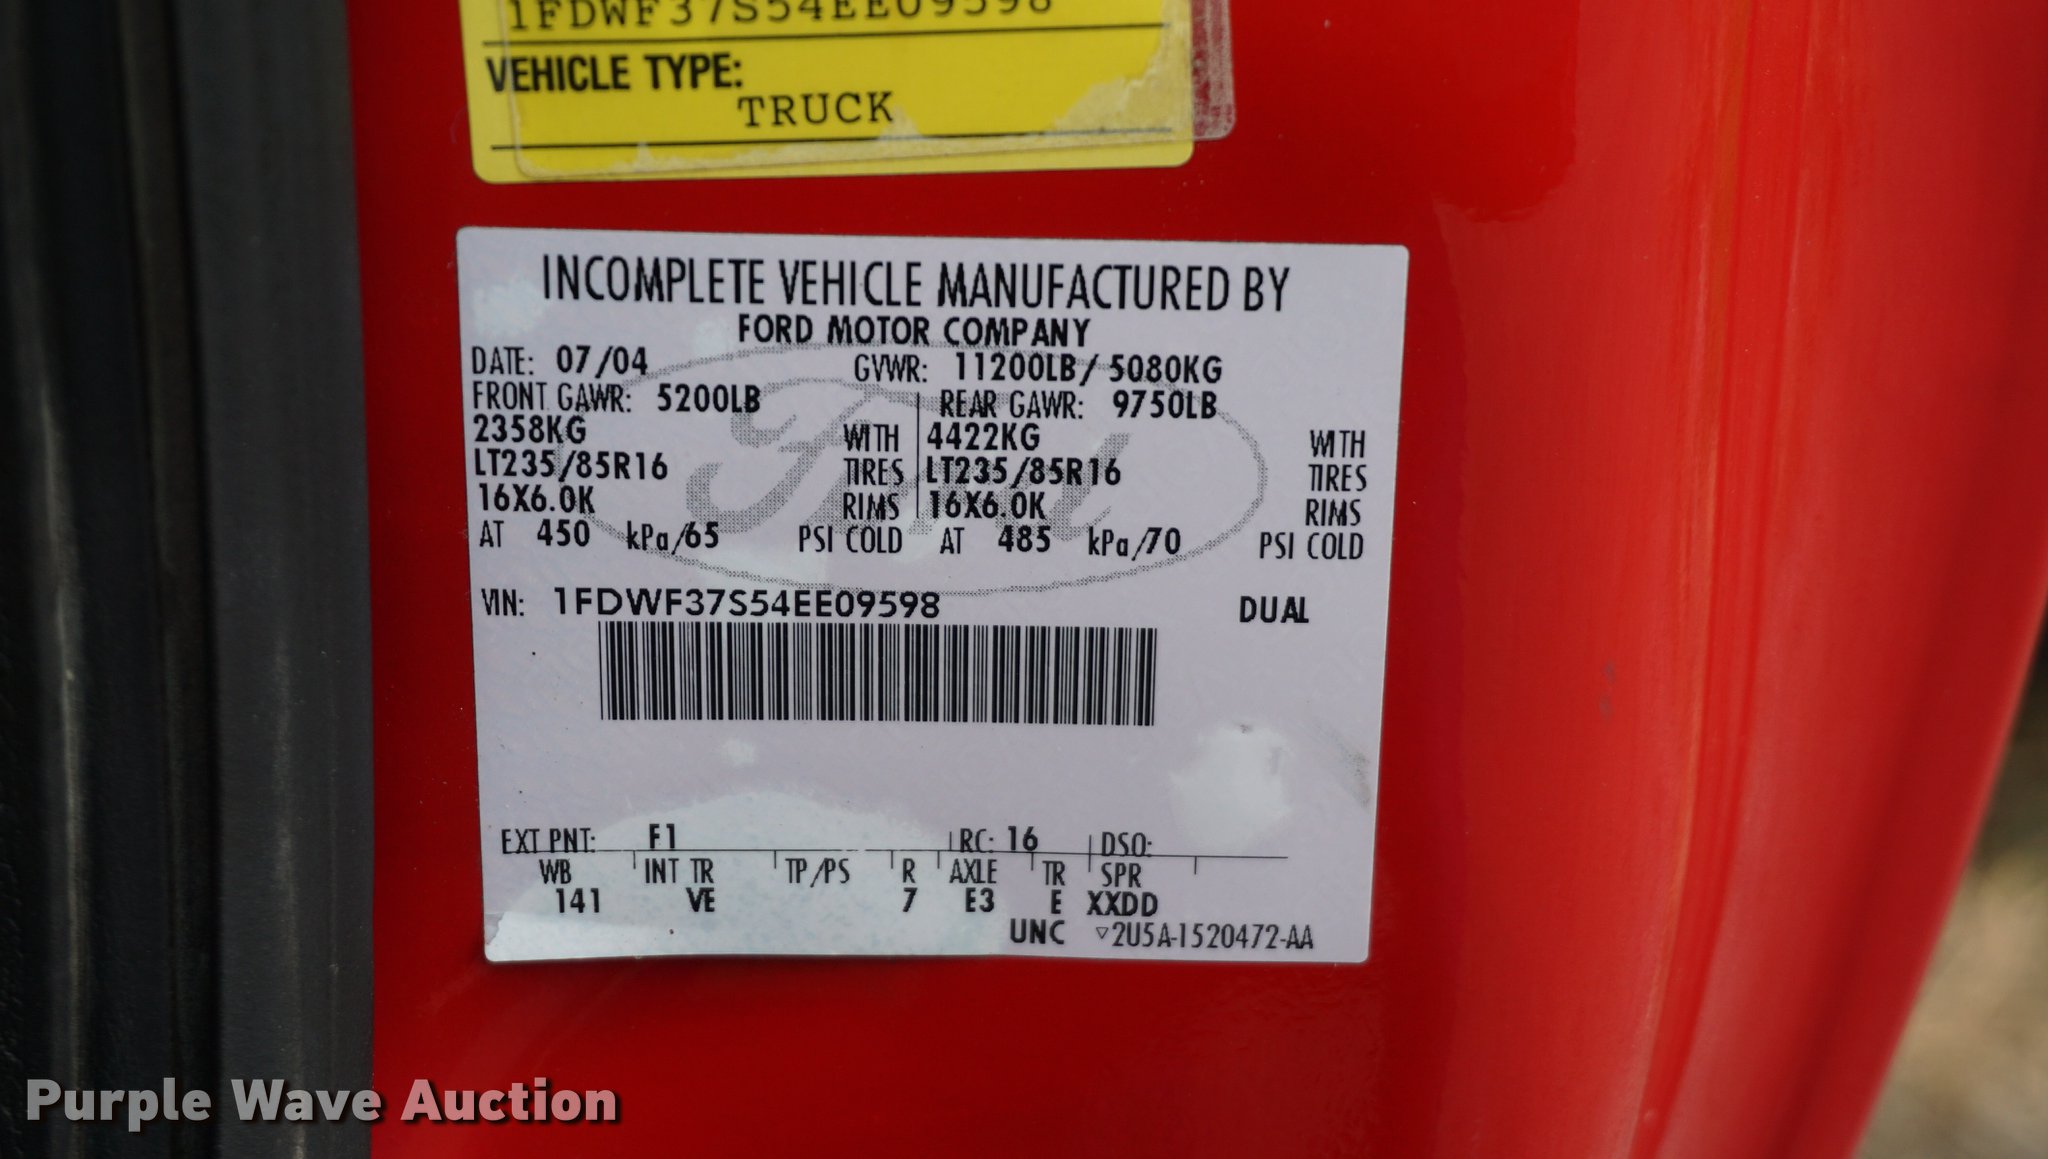 1FDWF37S54EE09598
VEHICLE TYPE:
TRUCK
INCOMPLETE VEHICLE MANUFACTURED BY
FORD MOTOR COMPANY
DATE: 07/04 GVWR: 11200LB/ 5080KG
FRONT GAWR: 5200LB REAR GAWR: 9750LB
2358KG WITH 4422KG WITH
LT235/85R16 TIRES LT235/85R16 TIRES
16X6.0K RIMS 16X6.0K RIMS
AT 450 kPa/65 PSI COLD AT 485 kPa/70 PSI COLD
Ford
VIN: 1FDWF37S54EE09598 DUAL
EXT PNT: F1 RC: 16 DSO:
WB INT TR TP/PS R AXLE TR SPR
141 VE 7 E3 E XXDD
UNC ▽2U5A-1520472-AA
Purple Wave Auction